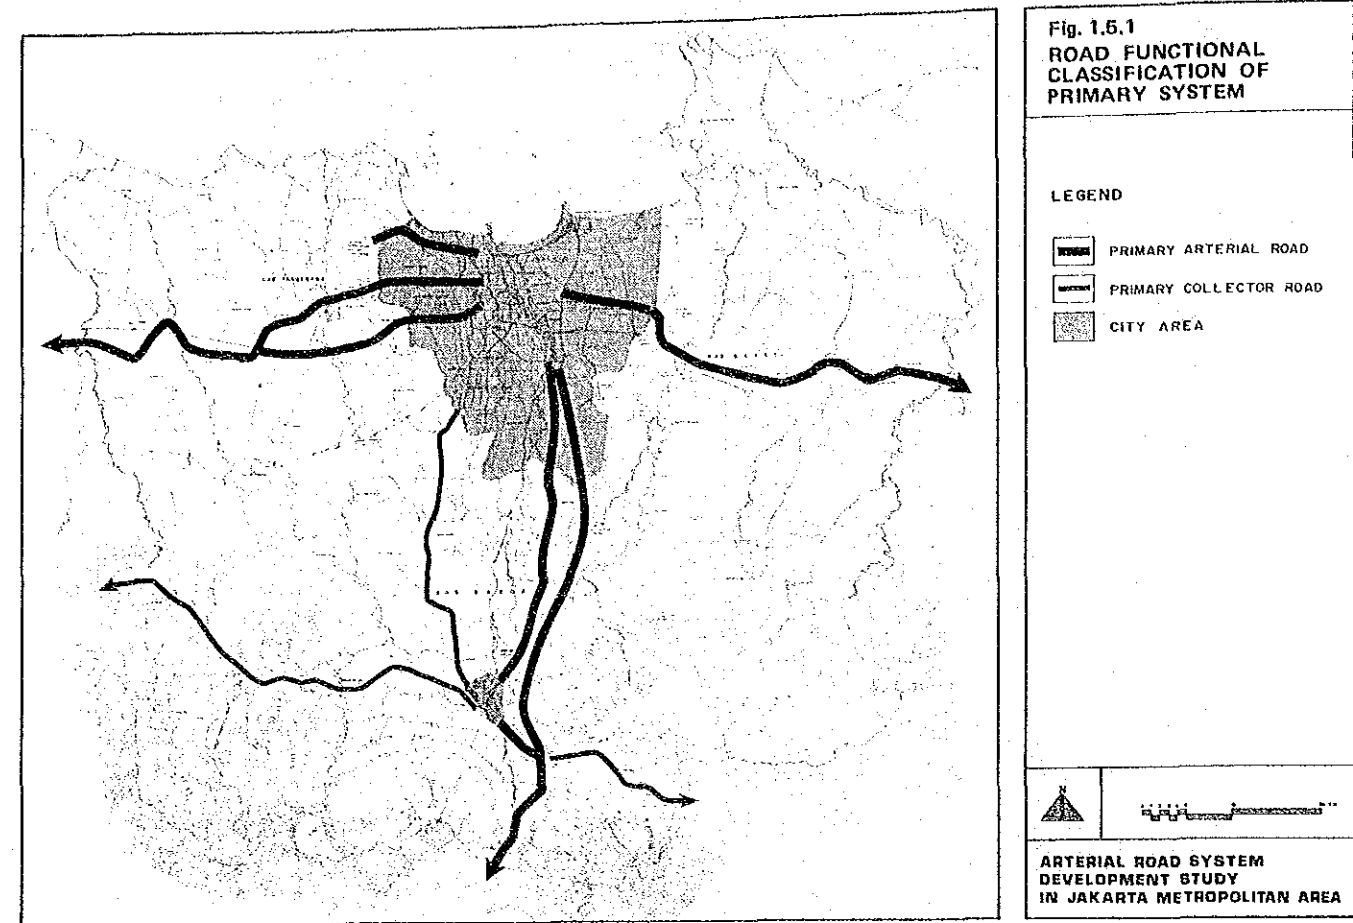 Fig. 1.5.1
ROAD FUNCTIONAL
CLASSIFICATION OF
PRIMARY SYSTEM
LEGEND
PRIMARY ARTERIAL ROAD
PRIMARY COLLECTOR ROAD
CITY AREA
N
ARTERIAL ROAD SYSTEM
DEVELOPMENT STUDY
IN JAKARTA METROPOLITAN AREA